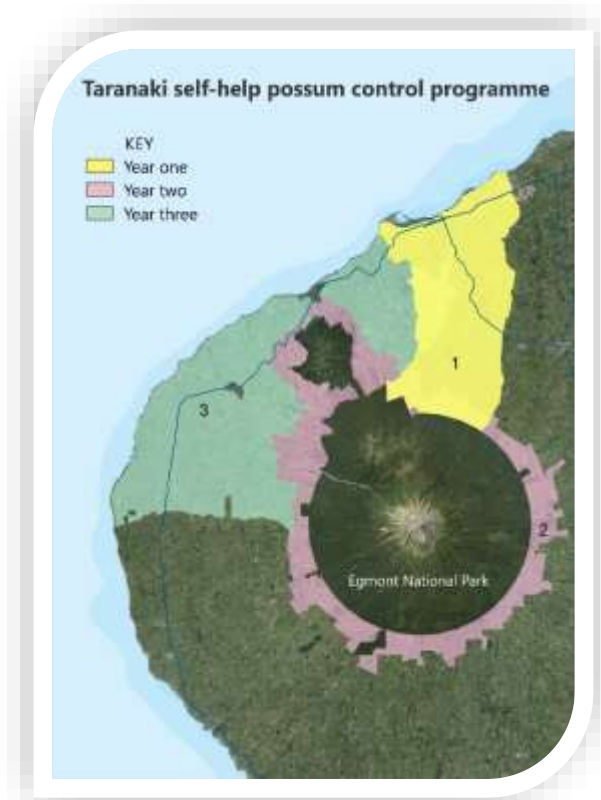 Taranaki self-help possum control programme
KEY
Year one
Year two
Year three
1
3
2
Egmont National Park